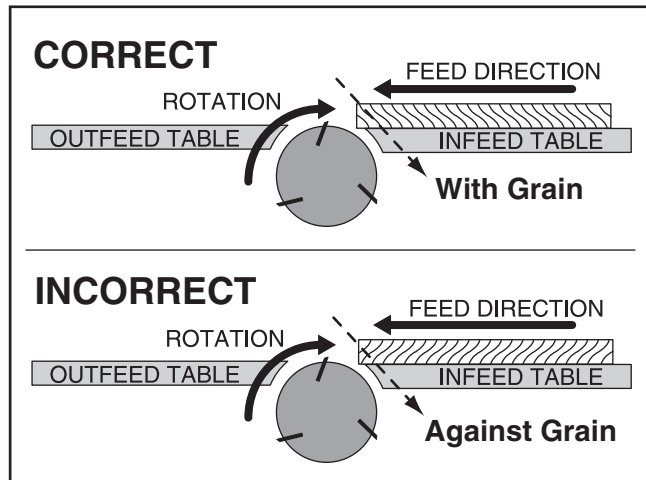 CORRECT
FEED DIRECTION
ROTATION
OUTFEED TABLE
INFEED TABLE
With Grain
INCORRECT
FEED DIRECTION
ROTATION
OUTFEED TABLE
INFEED TABLE
Against Grain